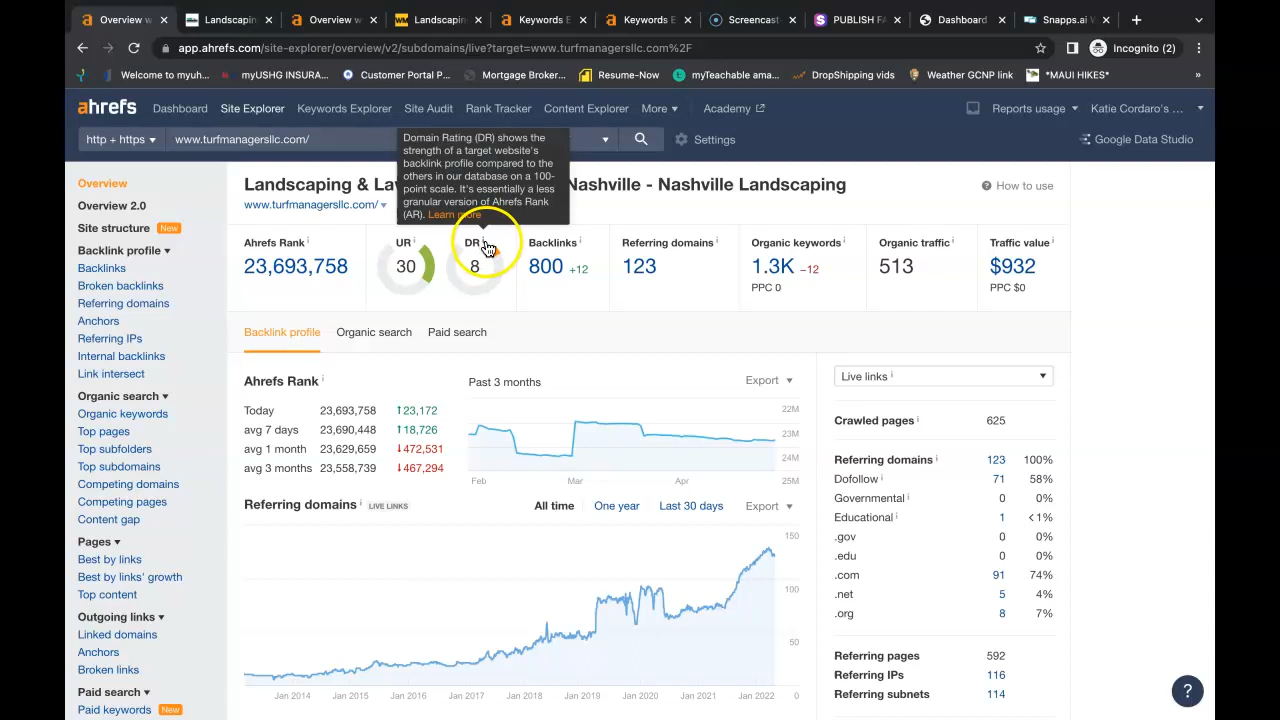 Overview w
Landscapin
Overview w
Landscapin
Keywords E
Keywords E
Screencast
PUBLISH FA
Dashboard
Snapps.ai W
app.ahrefs.com/site-explorer/overview/v2/subdomains/live?target=www.turfmanagersllc.com%2F
Incognito (2)
Welcome to myuh...
myUSHG INSURA...
Customer Portal P...
Mortgage Broker...
Resume-Now
myTeachable ama...
DropShipping vids
Weather GCNP link
*MAUI HIKES*
»
ahrefs
Dashboard
Site Explorer
Keywords Explorer
Site Audit
Rank Tracker
Content Explorer
More
Academy
Reports usage
Katie Cordaro's ...
http + https
www.turfmanagersllc.com/
Settings
Google Data Studio
Domain Rating (DR) shows the
strength of a target website's
backlink profile compared to the
others in our database on a 100-
point scale. It's essentially a less
granular version of Ahrefs Rank
(AR). Learn more
Overview
Overview 2.0
Site structure New
Backlink profile
Backlinks
Broken backlinks
Referring domains
Anchors
Referring IPs
Internal backlinks
Link intersect
Organic search
Organic keywords
Top pages
Top subfolders
Top subdomains
Competing domains
Competing pages
Content gap
Pages
Best by links
Best by links' growth
Top content
Outgoing links
Linked domains
Anchors
Broken links
Paid search
Paid keywords New
Landscaping & La
Nashville - Nashville Landscaping
How to use
www.turfmanagersllc.com/
Ahrefs Rank
23,693,758
UR
30
DR
8
Backlinks
800 +12
Referring domains
123
Organic keywords
1.3K −12
PPC 0
Organic traffic
513
Traffic value
$932
PPC $0
Backlink profile
Organic search
Paid search
Ahrefs Rank
Past 3 months
Export
Today 23,693,758 ↑23,172
avg 7 days 23,690,448 ↑18,726
avg 1 month 23,629,659 ↓472,531
avg 3 months 23,558,739 ↓467,294
22M
23M
24M
25M
Feb
Mar
Apr
Referring domains LIVE LINKS
All time
One year
Last 30 days
Export
150
100
50
0
Jan 2014
Jan 2015
Jan 2016
Jan 2017
Jan 2018
Jan 2019
Jan 2020
Jan 2021
Jan 2022
Live links
Crawled pages 625
Referring domains 123 100%
Dofollow 71 58%
Governmental 0 0%
Educational 1 <1%
.gov 0 0%
.edu 0 0%
.com 91 74%
.net 5 4%
.org 8 7%
Referring pages 592
Referring IPs 116
Referring subnets 114
?